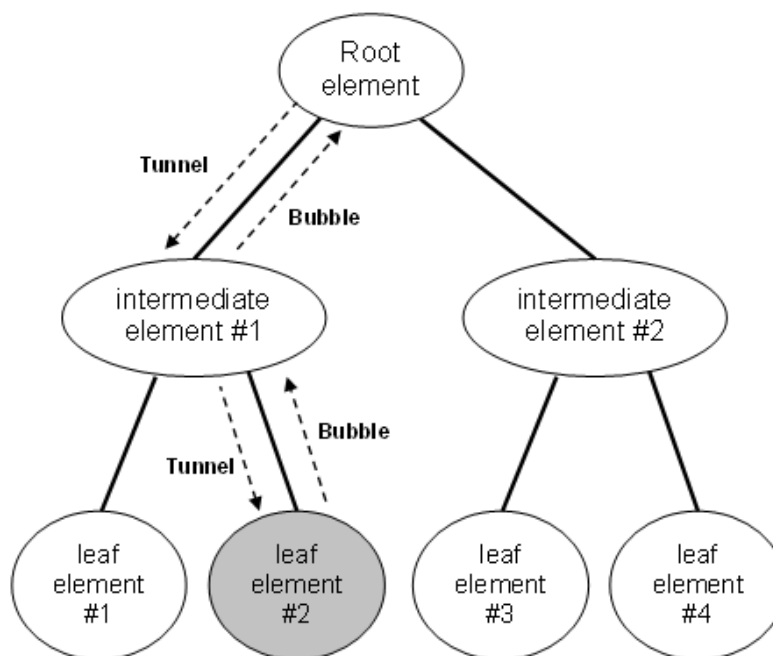 Root
element
Tunnel
Bubble
intermediate
element #1
intermediate
element #2
Bubble
Tunnel
leaf
element
#1
leaf
element
#2
leaf
element
#3
leaf
element
#4